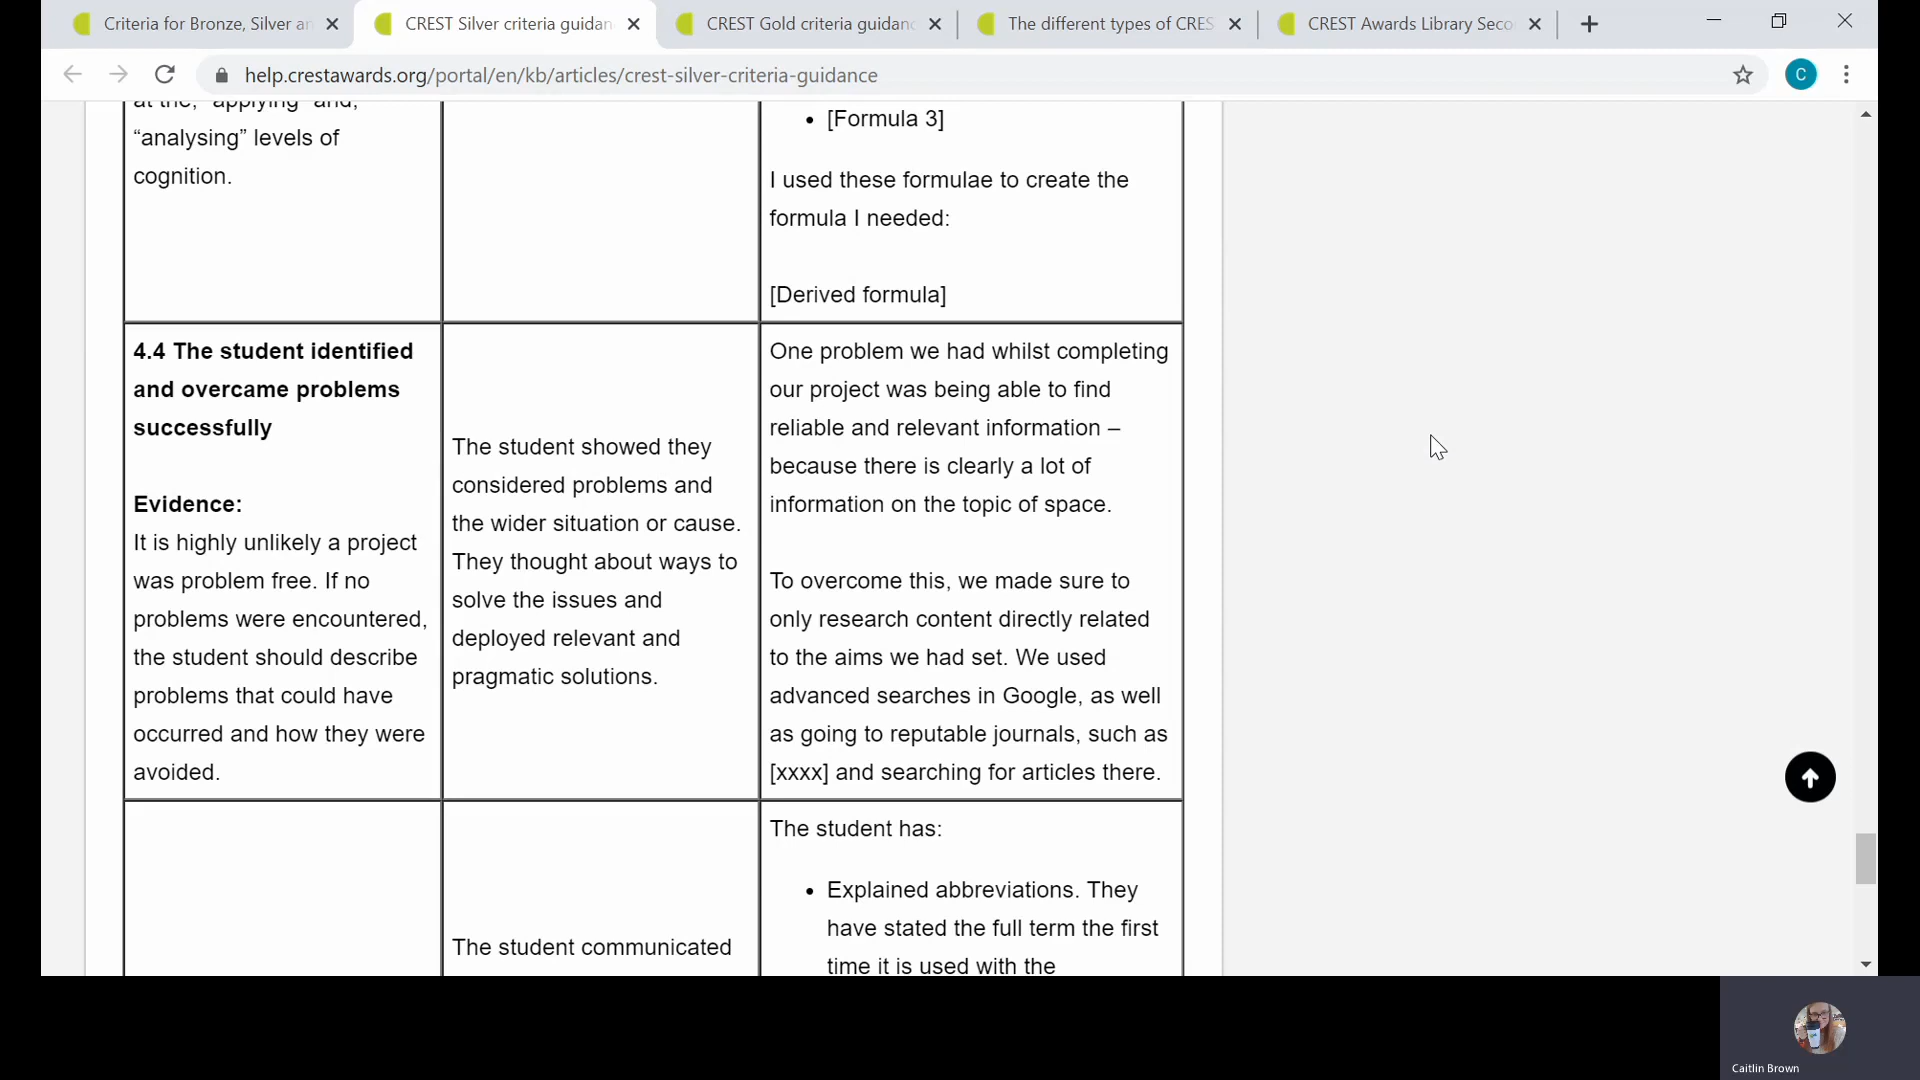 Criteria for Bronze, Silver an
CREST Silver criteria guidan
CREST Gold criteria guidanc
The different types of CRES
CREST Awards Library Seco
help.crestawards.org/portal/en/kb/articles/crest-silver-criteria-guidance
C
at the, “applying” and,
“analysing” levels of
cognition.
• [Formula 3]
I used these formulae to create the
formula I needed:
[Derived formula]
4.4 The student identified
and overcame problems
successfully
Evidence:
It is highly unlikely a project
was problem free. If no
problems were encountered,
the student should describe
problems that could have
occurred and how they were
avoided.
The student showed they
considered problems and
the wider situation or cause.
They thought about ways to
solve the issues and
deployed relevant and
pragmatic solutions.
One problem we had whilst completing
our project was being able to find
reliable and relevant information –
because there is clearly a lot of
information on the topic of space.
To overcome this, we made sure to
only research content directly related
to the aims we had set. We used
advanced searches in Google, as well
as going to reputable journals, such as
[xxxx] and searching for articles there.
The student communicated
The student has:
• Explained abbreviations. They
have stated the full term the first
time it is used with the
Caitlin Brown